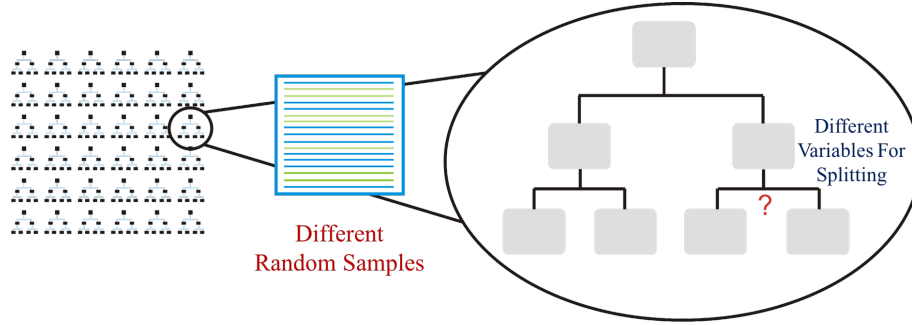 Different
Random Samples
Different
Variables For
Splitting
?